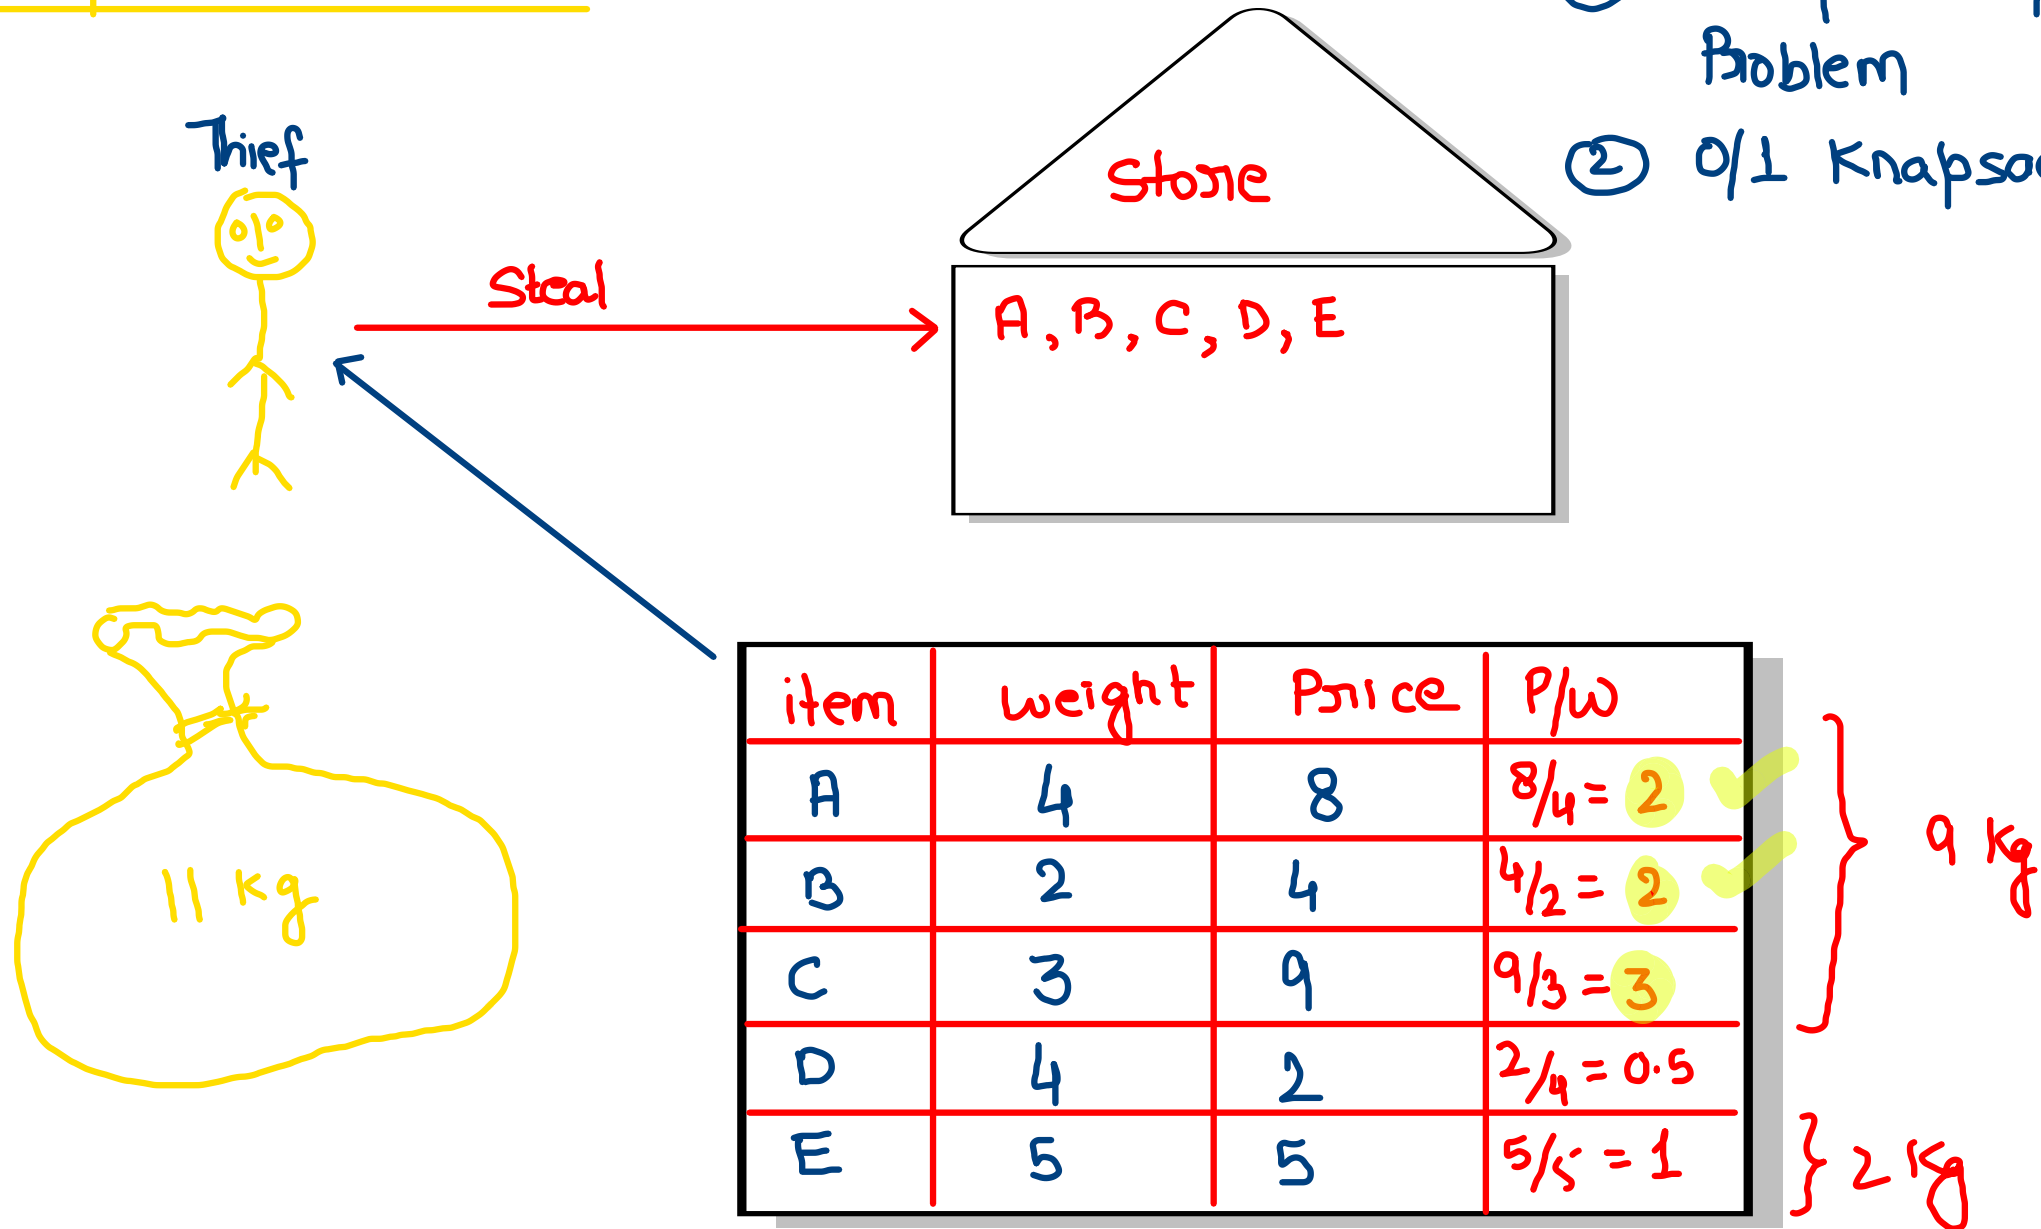 Problem
② 0/1 Knapsa
Thief
Store
Steal
A, B, C, D, E
11 kg
item weight Price P/W
A 4 8 8/4 = 2
B 2 4 4/2 = 2
C 3 9 9/3 = 3
D 4 2 2/4 = 0.5
E 5 5 5/5 = 1
9 kg
2 kg